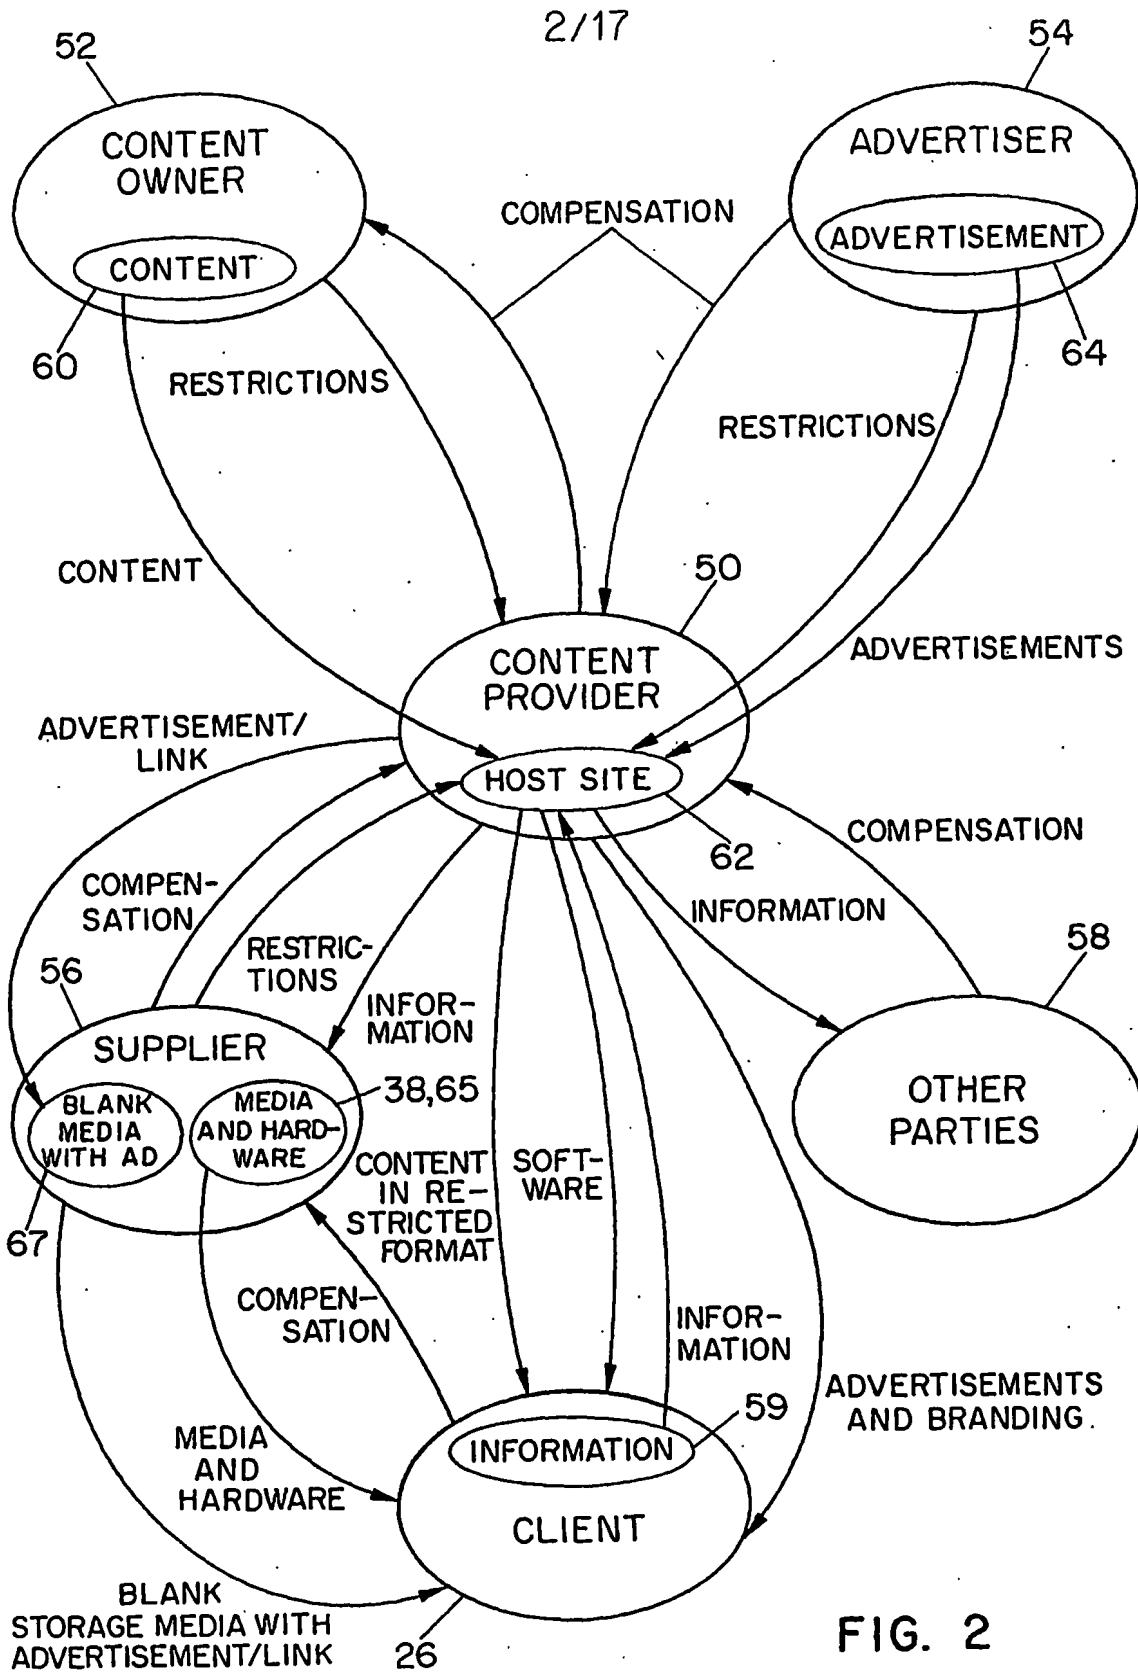 2/17
52
54
CONTENT
OWNER
ADVERTISER
COMPENSATION
ADVERTISEMENT
CONTENT
60
64
RESTRICTIONS
RESTRICTIONS
CONTENT
50
ADVERTISEMENTS
CONTENT
PROVIDER
ADVERTISEMENT/
LINK
HOST SITE
62
COMPENSATION
COMPEN-
SATION
INFORMATION
RESTRIC-
TIONS
58
56
INFOR-
MATION
SUPPLIER
38,65
BLANK
MEDIA
WITH AD
MEDIA
AND HARD-
WARE
OTHER
PARTIES
CONTENT
IN RE-
STRICTED
FORMAT
SOFT-
WARE
67
COMPEN-
SATION
INFOR-
MATION
ADVERTISEMENTS
AND BRANDING.
59
INFORMATION
MEDIA
AND
HARDWARE
CLIENT
BLANK
STORAGE MEDIA WITH
ADVERTISEMENT/LINK
26
FIG. 2